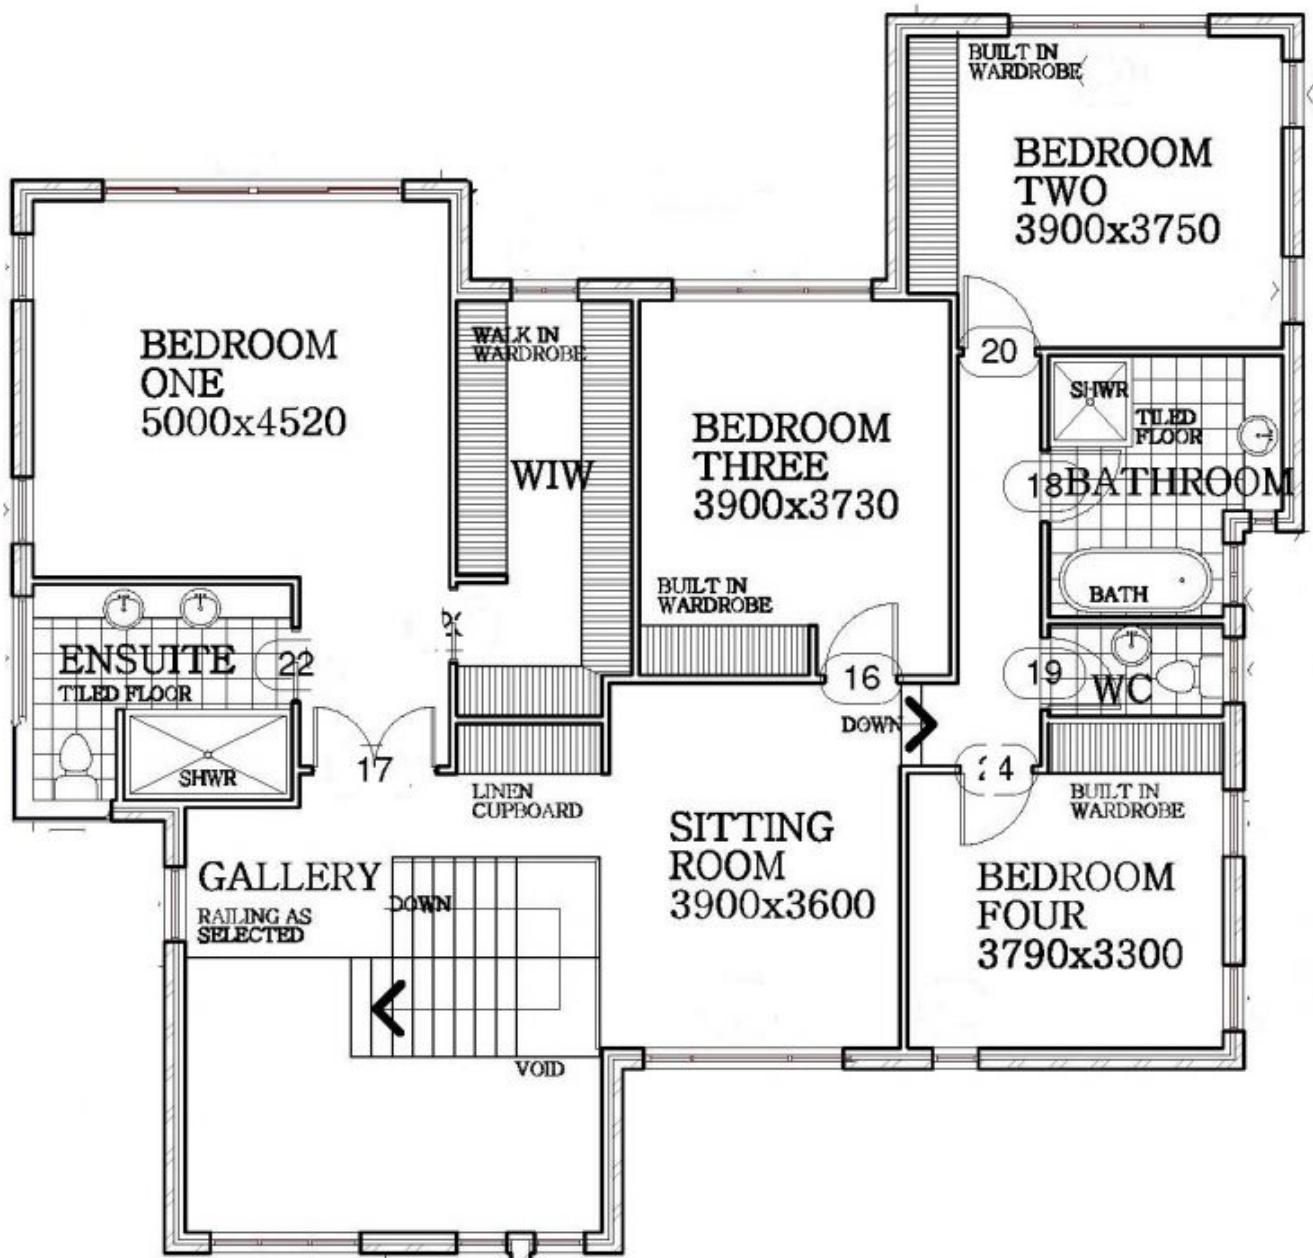 BUILT IN
WARDROBE
BEDROOM
TWO
3900x3750
BEDROOM
ONE
5000x4520
WALK IN
WARDROBE
WIW
BEDROOM
THREE
3900x3730
BUILT IN
WARDROBE
20
SHWR
TILED
FLOOR
18
BATHROOM
BATH
ENSUITE
TILED FLOOR
22
SHWR
17
16
19
WC
DOWN
LINEN
CUPBOARD
BUILT IN
WARDROBE
SITTING
ROOM
3900x3600
GALLERY
RAILING AS
SELECTED
DOWN
BEDROOM
FOUR
3790x3300
VOID